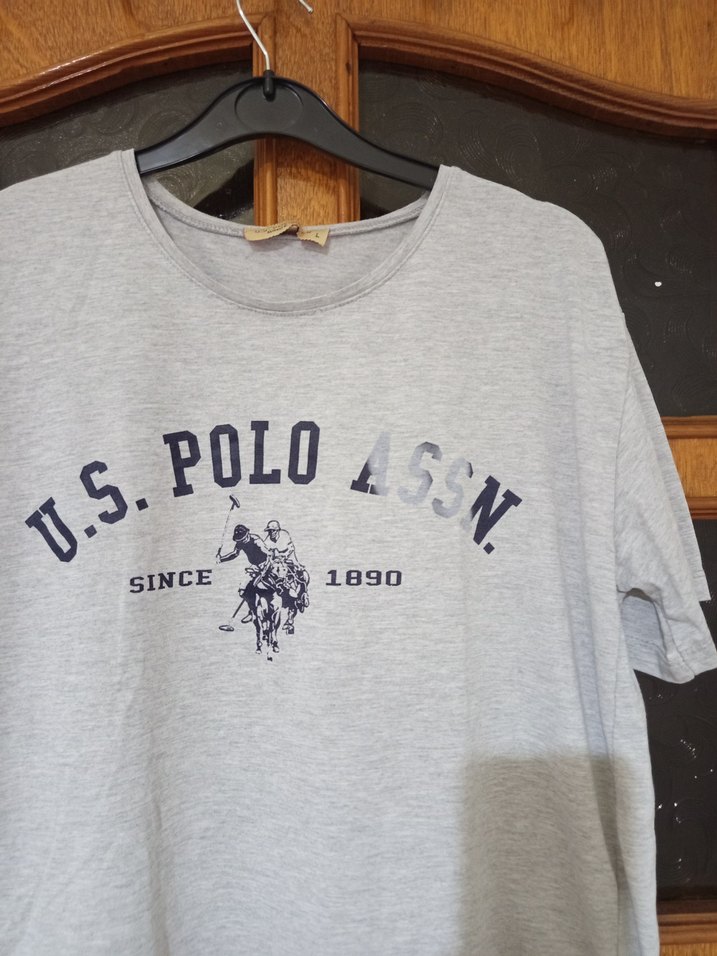 L
U.S. POLO ASSN.
SINCE 1890